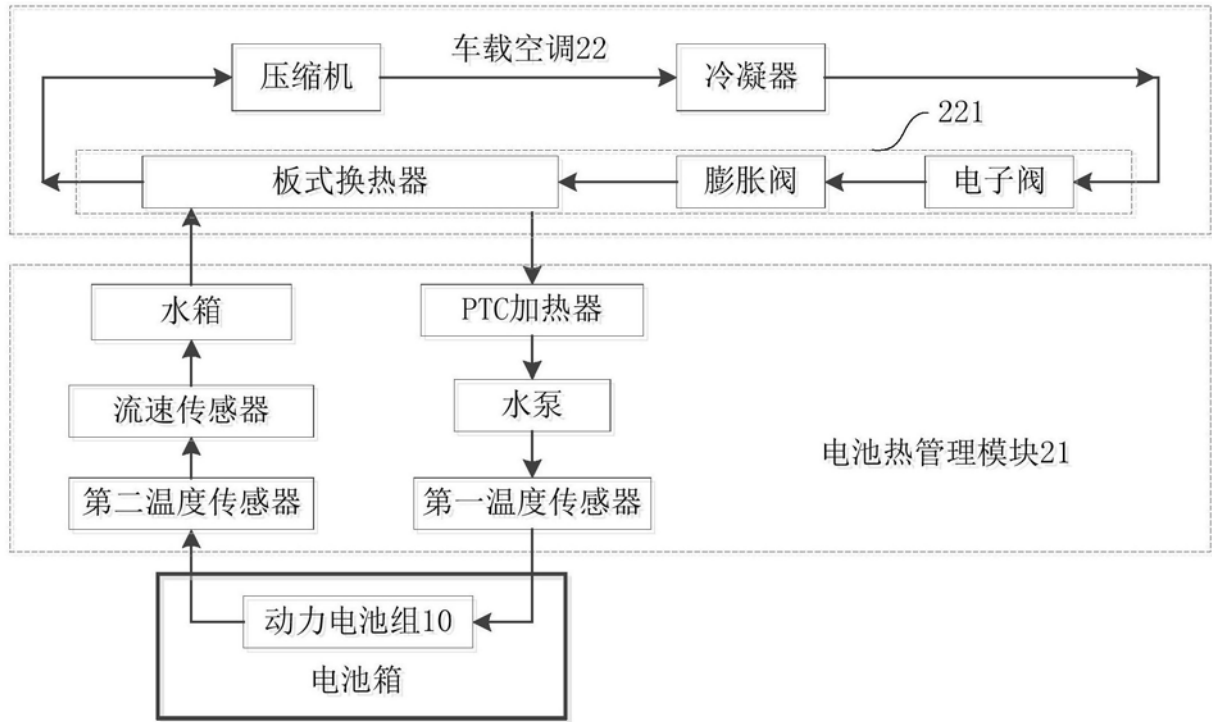 车载空调22
压缩机
冷凝器
221
板式换热器
膨胀阀
电子阀
水箱
PTC加热器
流速传感器
水泵
电池热管理模块21
第二温度传感器
第一温度传感器
动力电池组10
电池箱